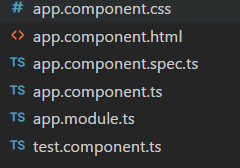 # app.component.css
<> app.component.html
TS app.component.spec.ts
TS app.component.ts
TS app.module.ts
TS test.component.ts